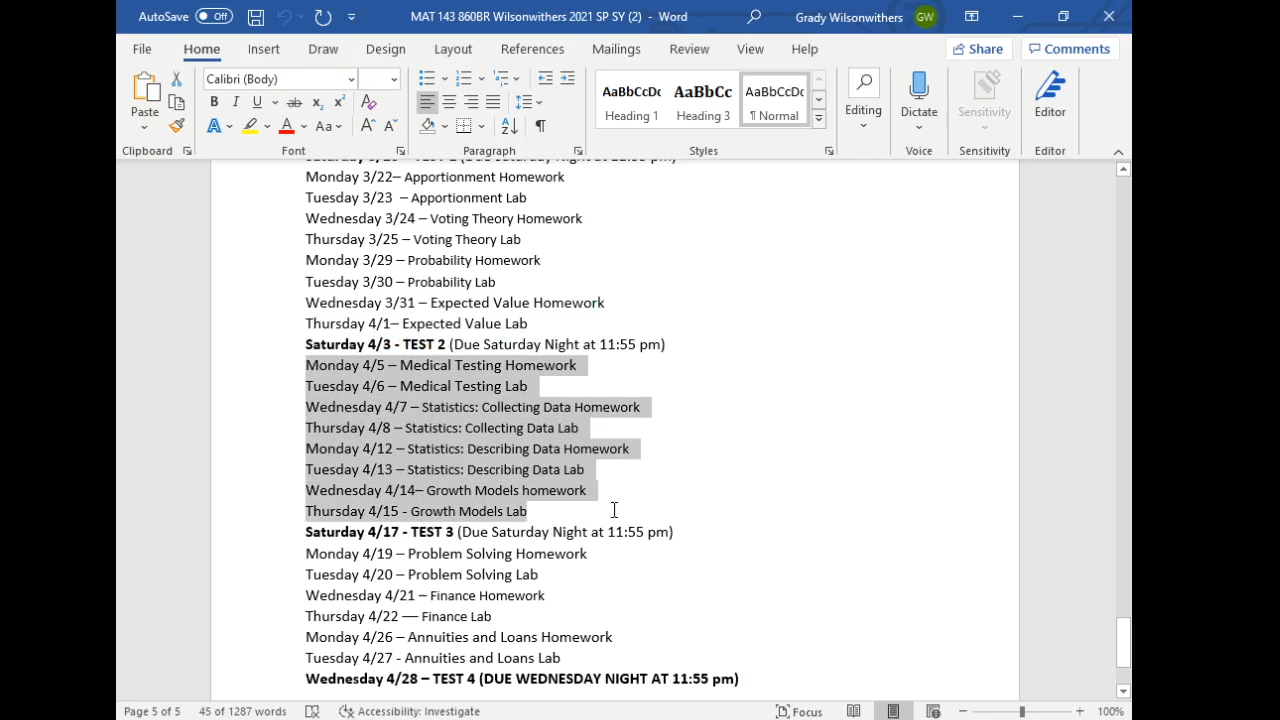 AutoSave Off MAT 143 860BR Wilsonwithers 2021 SP SY (2) - Word Grady Wilsonwithers GW
File Home Insert Draw Design Layout References Mailings Review View Help Share Comments
Paste Calibri (Body) AaBbCcDc AaBbCc AaBbCcDc Editing Dictate Sensitivity Editor
B I U ab x₂ x² Heading 1 Heading 3 ¶ Normal
A A Aa A A
Clipboard Font Paragraph Styles Voice Sensitivity Editor
Monday 3/22– Apportionment Homework
Tuesday 3/23 – Apportionment Lab
Wednesday 3/24 – Voting Theory Homework
Thursday 3/25 – Voting Theory Lab
Monday 3/29 – Probability Homework
Tuesday 3/30 – Probability Lab
Wednesday 3/31 – Expected Value Homework
Thursday 4/1– Expected Value Lab
Saturday 4/3 - TEST 2 (Due Saturday Night at 11:55 pm)
Monday 4/5 – Medical Testing Homework
Tuesday 4/6 – Medical Testing Lab
Wednesday 4/7 – Statistics: Collecting Data Homework
Thursday 4/8 – Statistics: Collecting Data Lab
Monday 4/12 – Statistics: Describing Data Homework
Tuesday 4/13 – Statistics: Describing Data Lab
Wednesday 4/14– Growth Models homework
Thursday 4/15 - Growth Models Lab
Saturday 4/17 - TEST 3 (Due Saturday Night at 11:55 pm)
Monday 4/19 – Problem Solving Homework
Tuesday 4/20 – Problem Solving Lab
Wednesday 4/21 – Finance Homework
Thursday 4/22 –– Finance Lab
Monday 4/26 – Annuities and Loans Homework
Tuesday 4/27 - Annuities and Loans Lab
Wednesday 4/28 – TEST 4 (DUE WEDNESDAY NIGHT AT 11:55 pm)
Page 5 of 5 45 of 1287 words Accessibility: Investigate Focus 100%